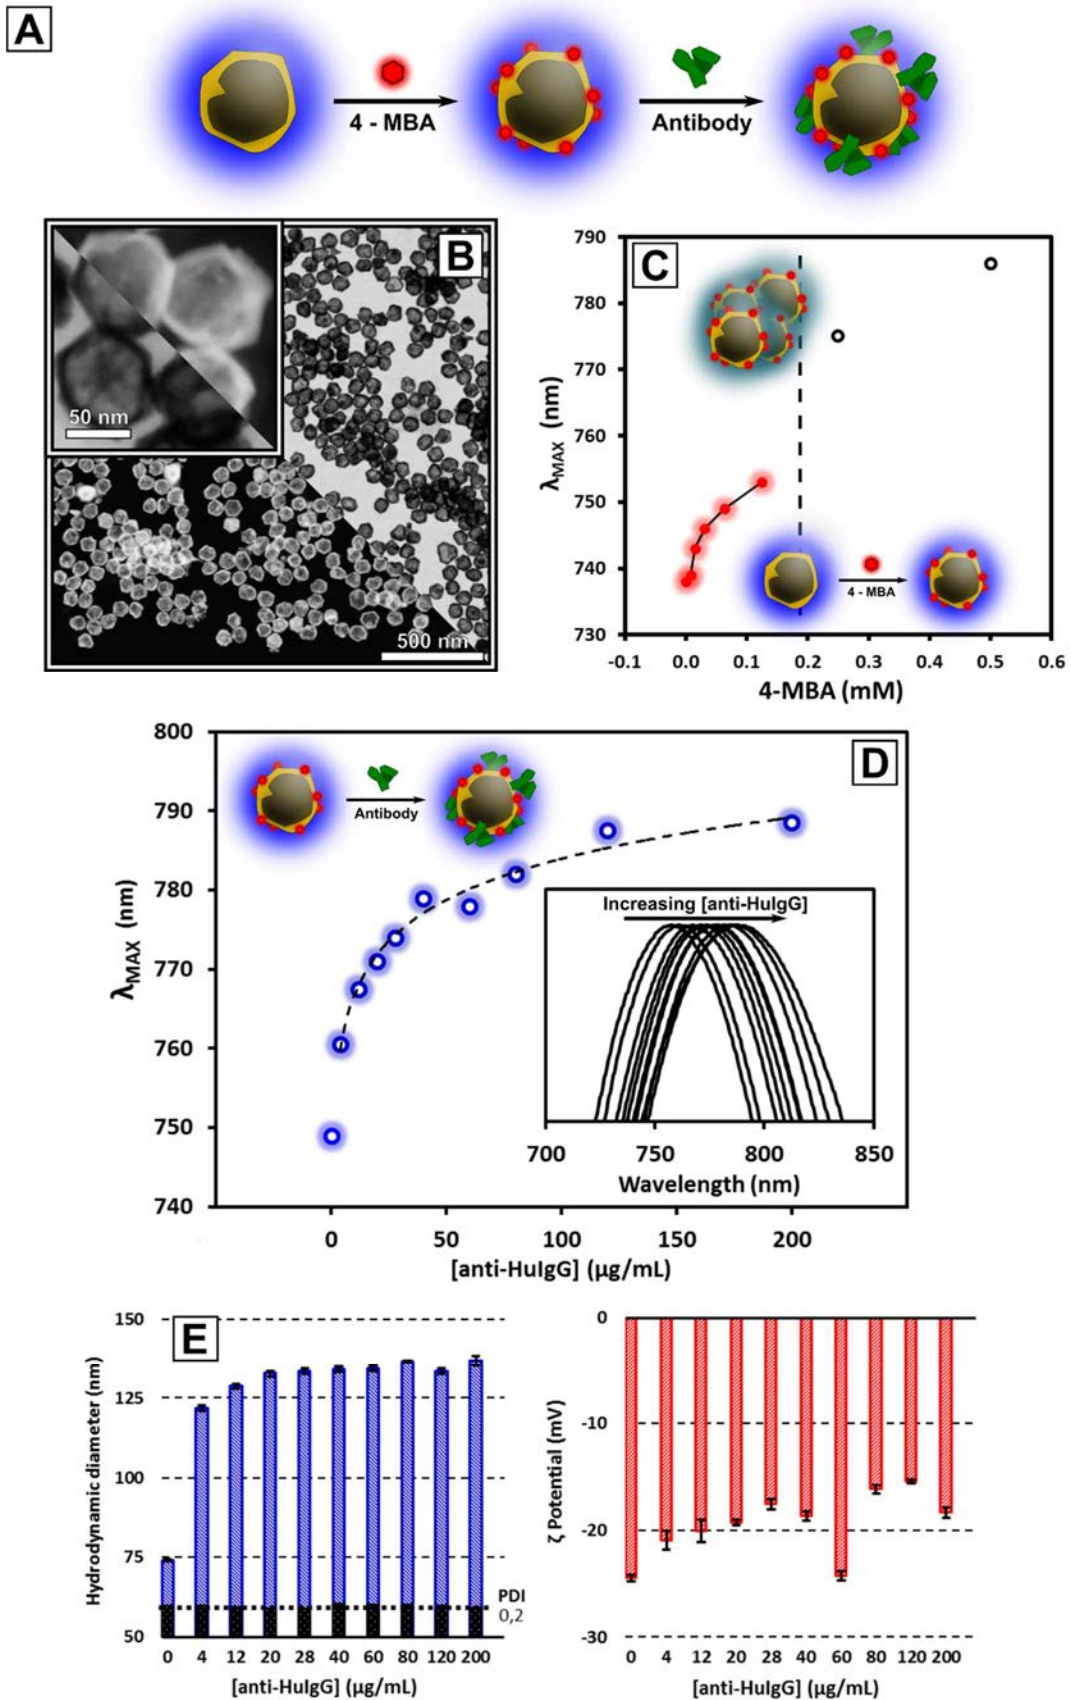 A
4 - MBA
Antibody
B
50 nm
500 nm
C
790
780
770
760
750
740
730
λMAX (nm)
-0.1 0.0 0.1 0.2 0.3 0.4 0.5 0.6
4-MBA (mM)
4 - MBA
D
800
790
780
770
760
750
740
λMAX (nm)
Antibody
Increasing [anti-HuIgG]
700 750 800 850
Wavelength (nm)
0 50 100 150 200
[anti-HuIgG] (μg/mL)
E
150
125
100
75
50
Hydrodynamic diameter (nm)
PDI
0,2
0 4 12 20 28 40 60 80 120 200
[anti-HuIgG] (μg/mL)
0
-10
-20
-30
ζ Potential (mV)
0 4 12 20 28 40 60 80 120 200
[anti-HuIgG] (μg/mL)